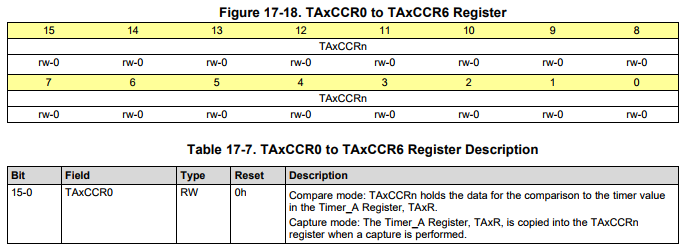 Figure 17-18. TAxCCR0 to TAxCCR6 Register
15 14 13 12 11 10 9 8
TAxCCRn
rw-0 rw-0 rw-0 rw-0 rw-0 rw-0 rw-0 rw-0
7 6 5 4 3 2 1 0
TAxCCRn
rw-0 rw-0 rw-0 rw-0 rw-0 rw-0 rw-0 rw-0
Table 17-7. TAxCCR0 to TAxCCR6 Register Description
Bit Field Type Reset Description
15-0 TAxCCR0 RW 0h Compare mode: TAxCCRn holds the data for the comparison to the timer value
in the Timer_A Register, TAxR.
Capture mode: The Timer_A Register, TAxR, is copied into the TAxCCRn
register when a capture is performed.